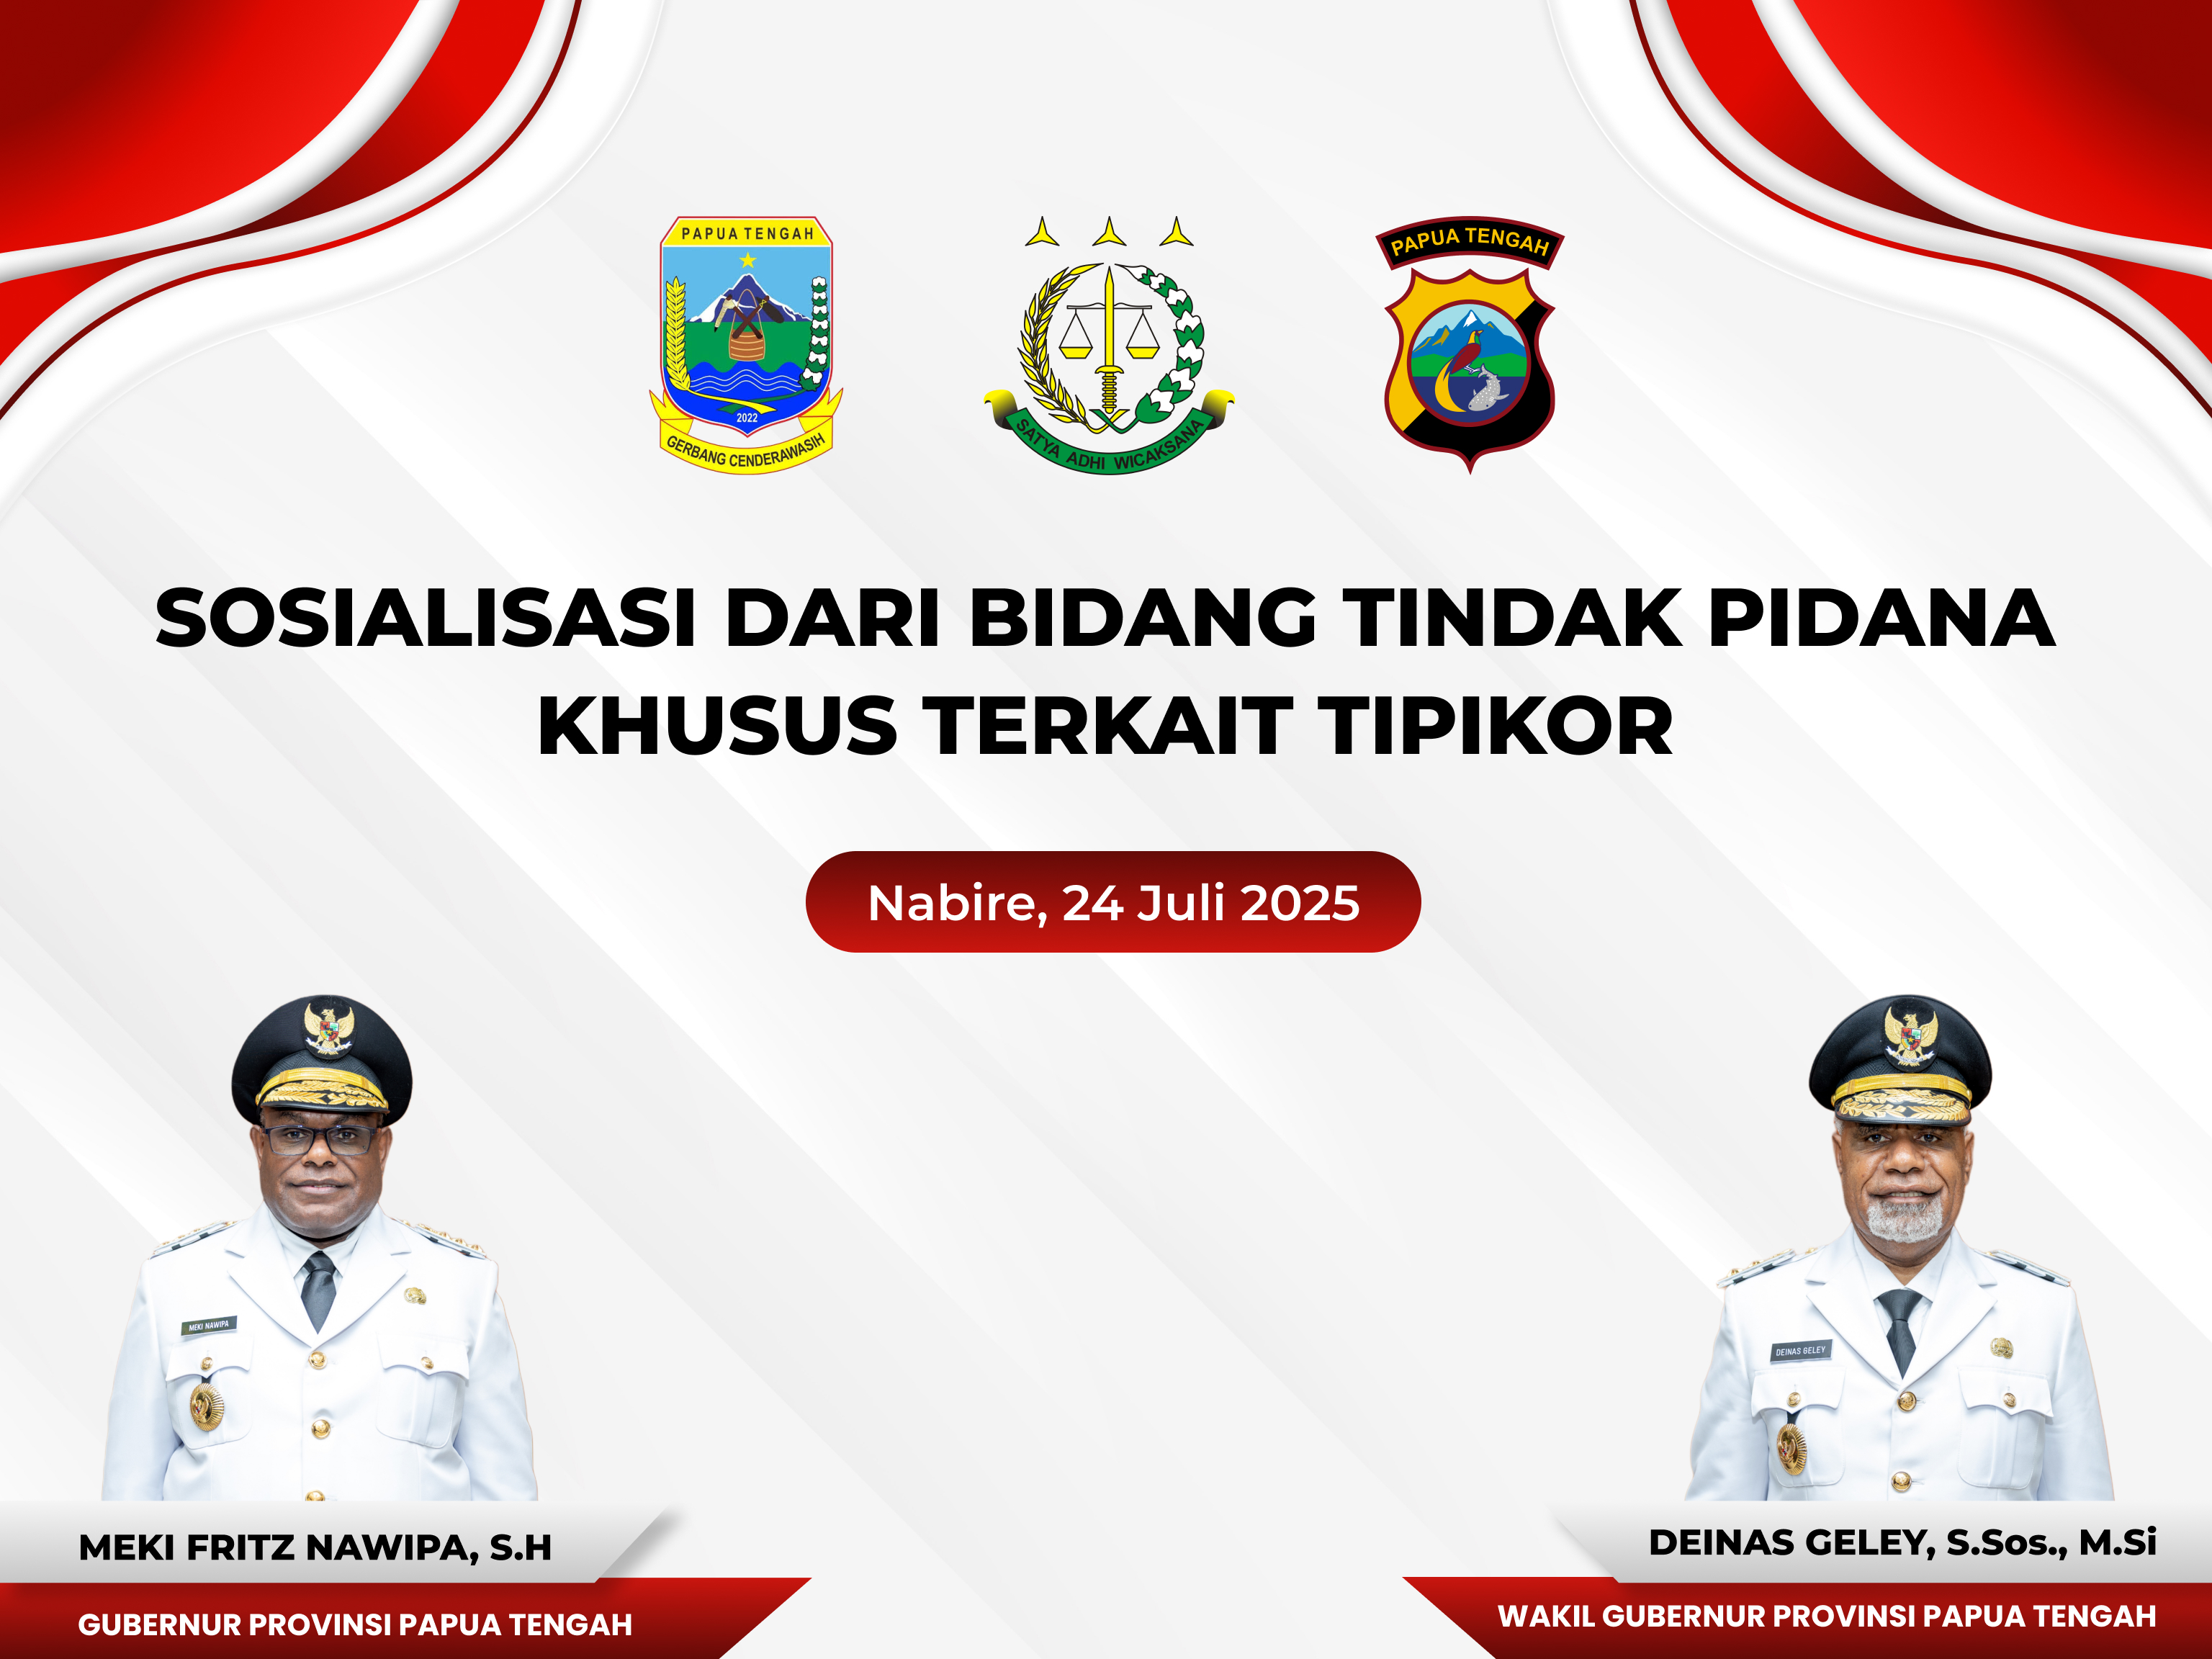 PAPUA TENGAH
2022
GERBANG CENDERAWASIH
SATYA ADHI WICAKSANA
PAPUA TENGAH
SOSIALISASI DARI BIDANG TINDAK PIDANA
KHUSUS TERKAIT TIPIKOR
Nabire, 24 Juli 2025
MEKI NAWIPA
DEINAS GELEY
MEKI FRITZ NAWIPA, S.H
GUBERNUR PROVINSI PAPUA TENGAH
DEINAS GELEY, S.Sos., M.Si
WAKIL GUBERNUR PROVINSI PAPUA TENGAH